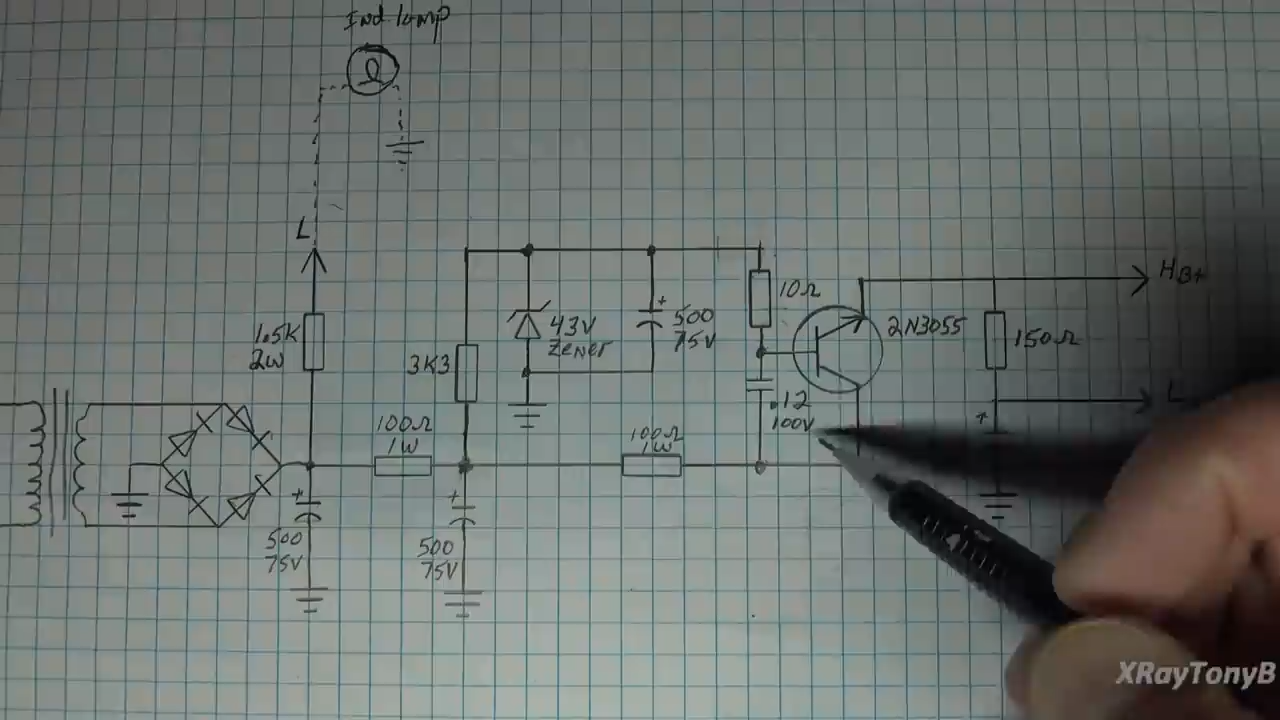 Ind lamp
L
1.5K
2W
3K3
43V
Zener
+
500
75V
10Ω
2N3055
HB+
150Ω
L
+
.12
100V
100Ω
1W
100Ω
1W
+
500
75V
+
500
75V
XRayTonyB